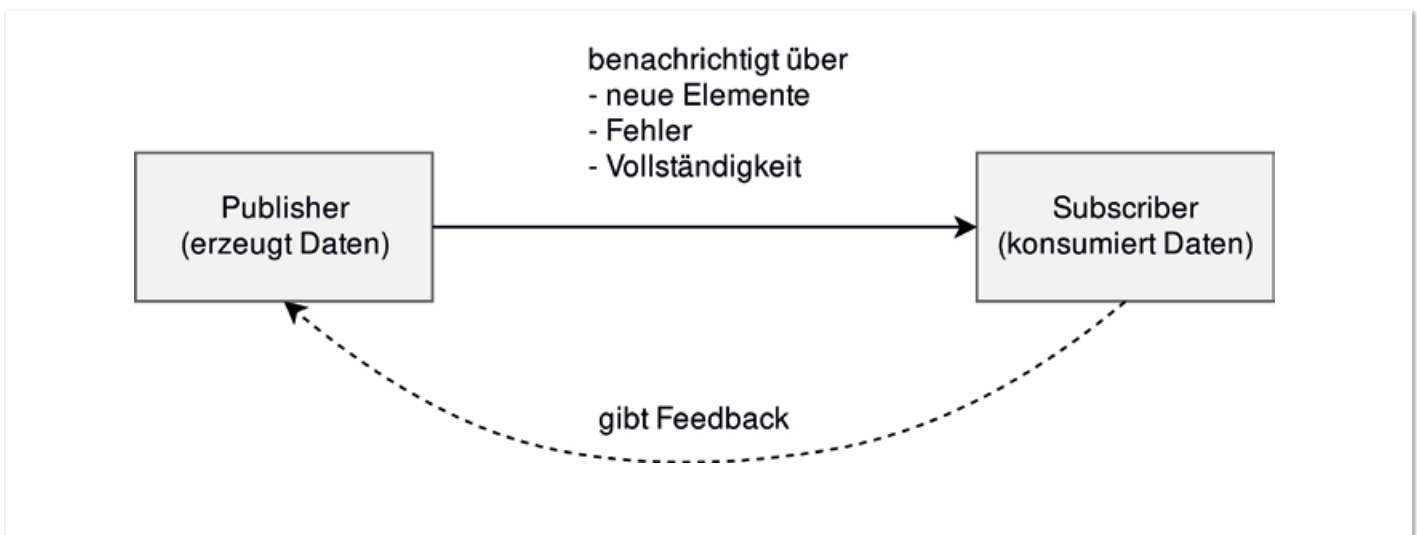 benachrichtigt über
- neue Elemente
- Fehler
- Vollständigkeit
Publisher
(erzeugt Daten)
Subscriber
(konsumiert Daten)
gibt Feedback